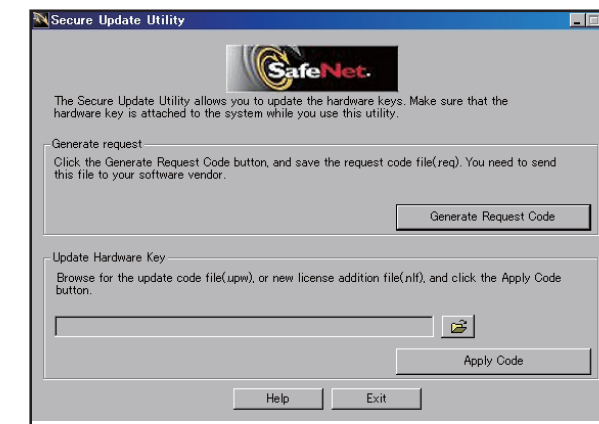 Secure Update Utility
SafeNet.
The Secure Update Utility allows you to update the hardware keys. Make sure that the
hardware key is attached to the system while you use this utility.
Generate request
Click the Generate Request Code button, and save the request code file(.req). You need to send
this file to your software vendor.
Generate Request Code
Update Hardware Key
Browse for the update code file(.upw), or new license addition file(.nlf), and click the Apply Code
button.
Apply Code
Help
Exit